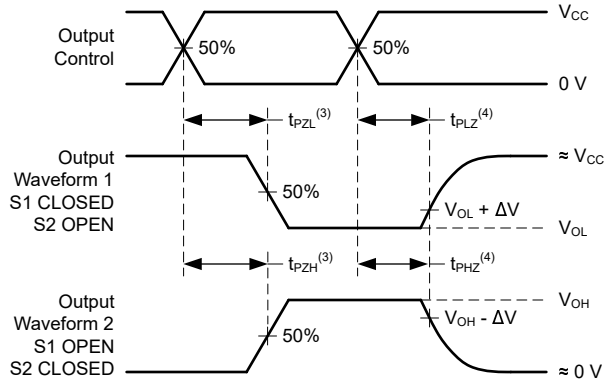 V_CC
Output
Control
50%
50%
0 V
t_PZL^(3)
t_PLZ^(4)
Output
Waveform 1
S1 CLOSED
S2 OPEN
≈ V_CC
50%
V_OL + ΔV
V_OL
t_PZH^(3)
t_PHZ^(4)
Output
Waveform 2
S1 OPEN
S2 CLOSED
V_OH
V_OH - ΔV
50%
≈ 0 V